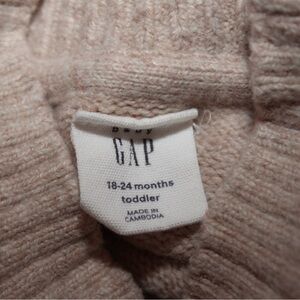 baby
GAP
18-24 months
toddler
MADE IN
CAMBODIA